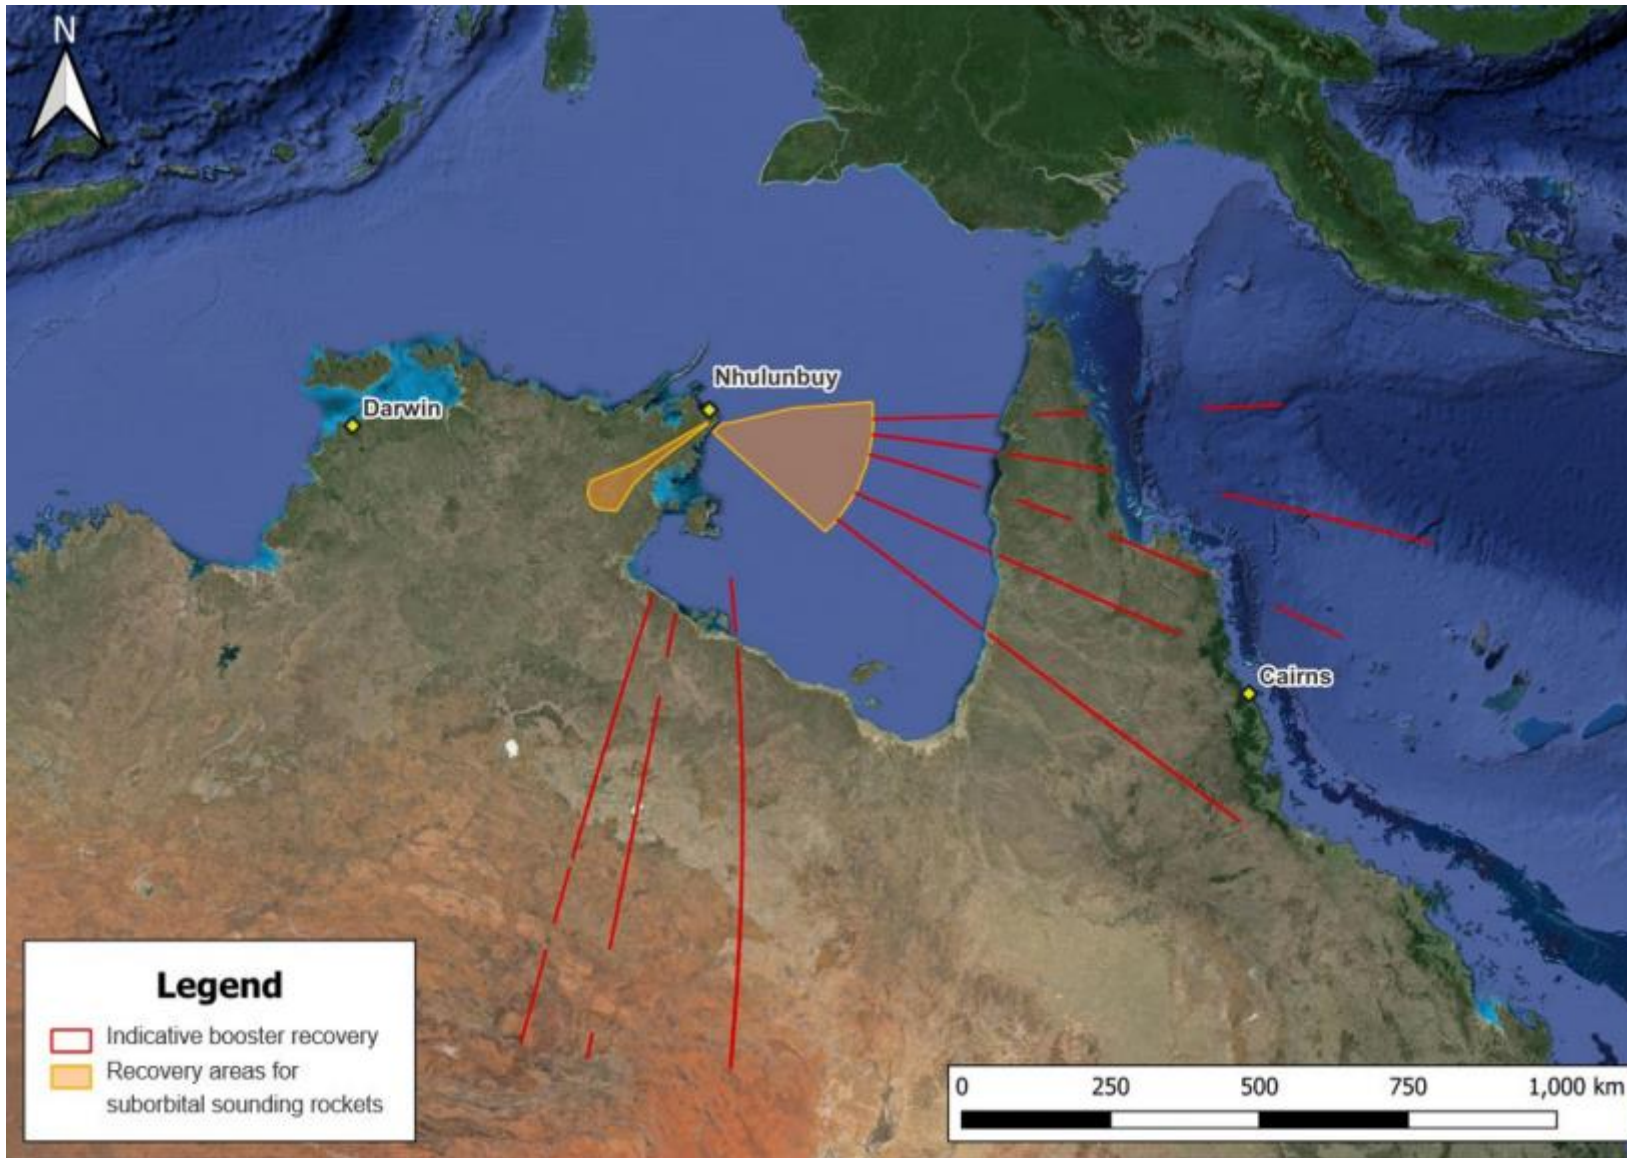 N
Nhulunbuy
Darwin
Cairns
Legend
Indicative booster recovery
Recovery areas for
suborbital sounding rockets
0 250 500 750 1,000 km